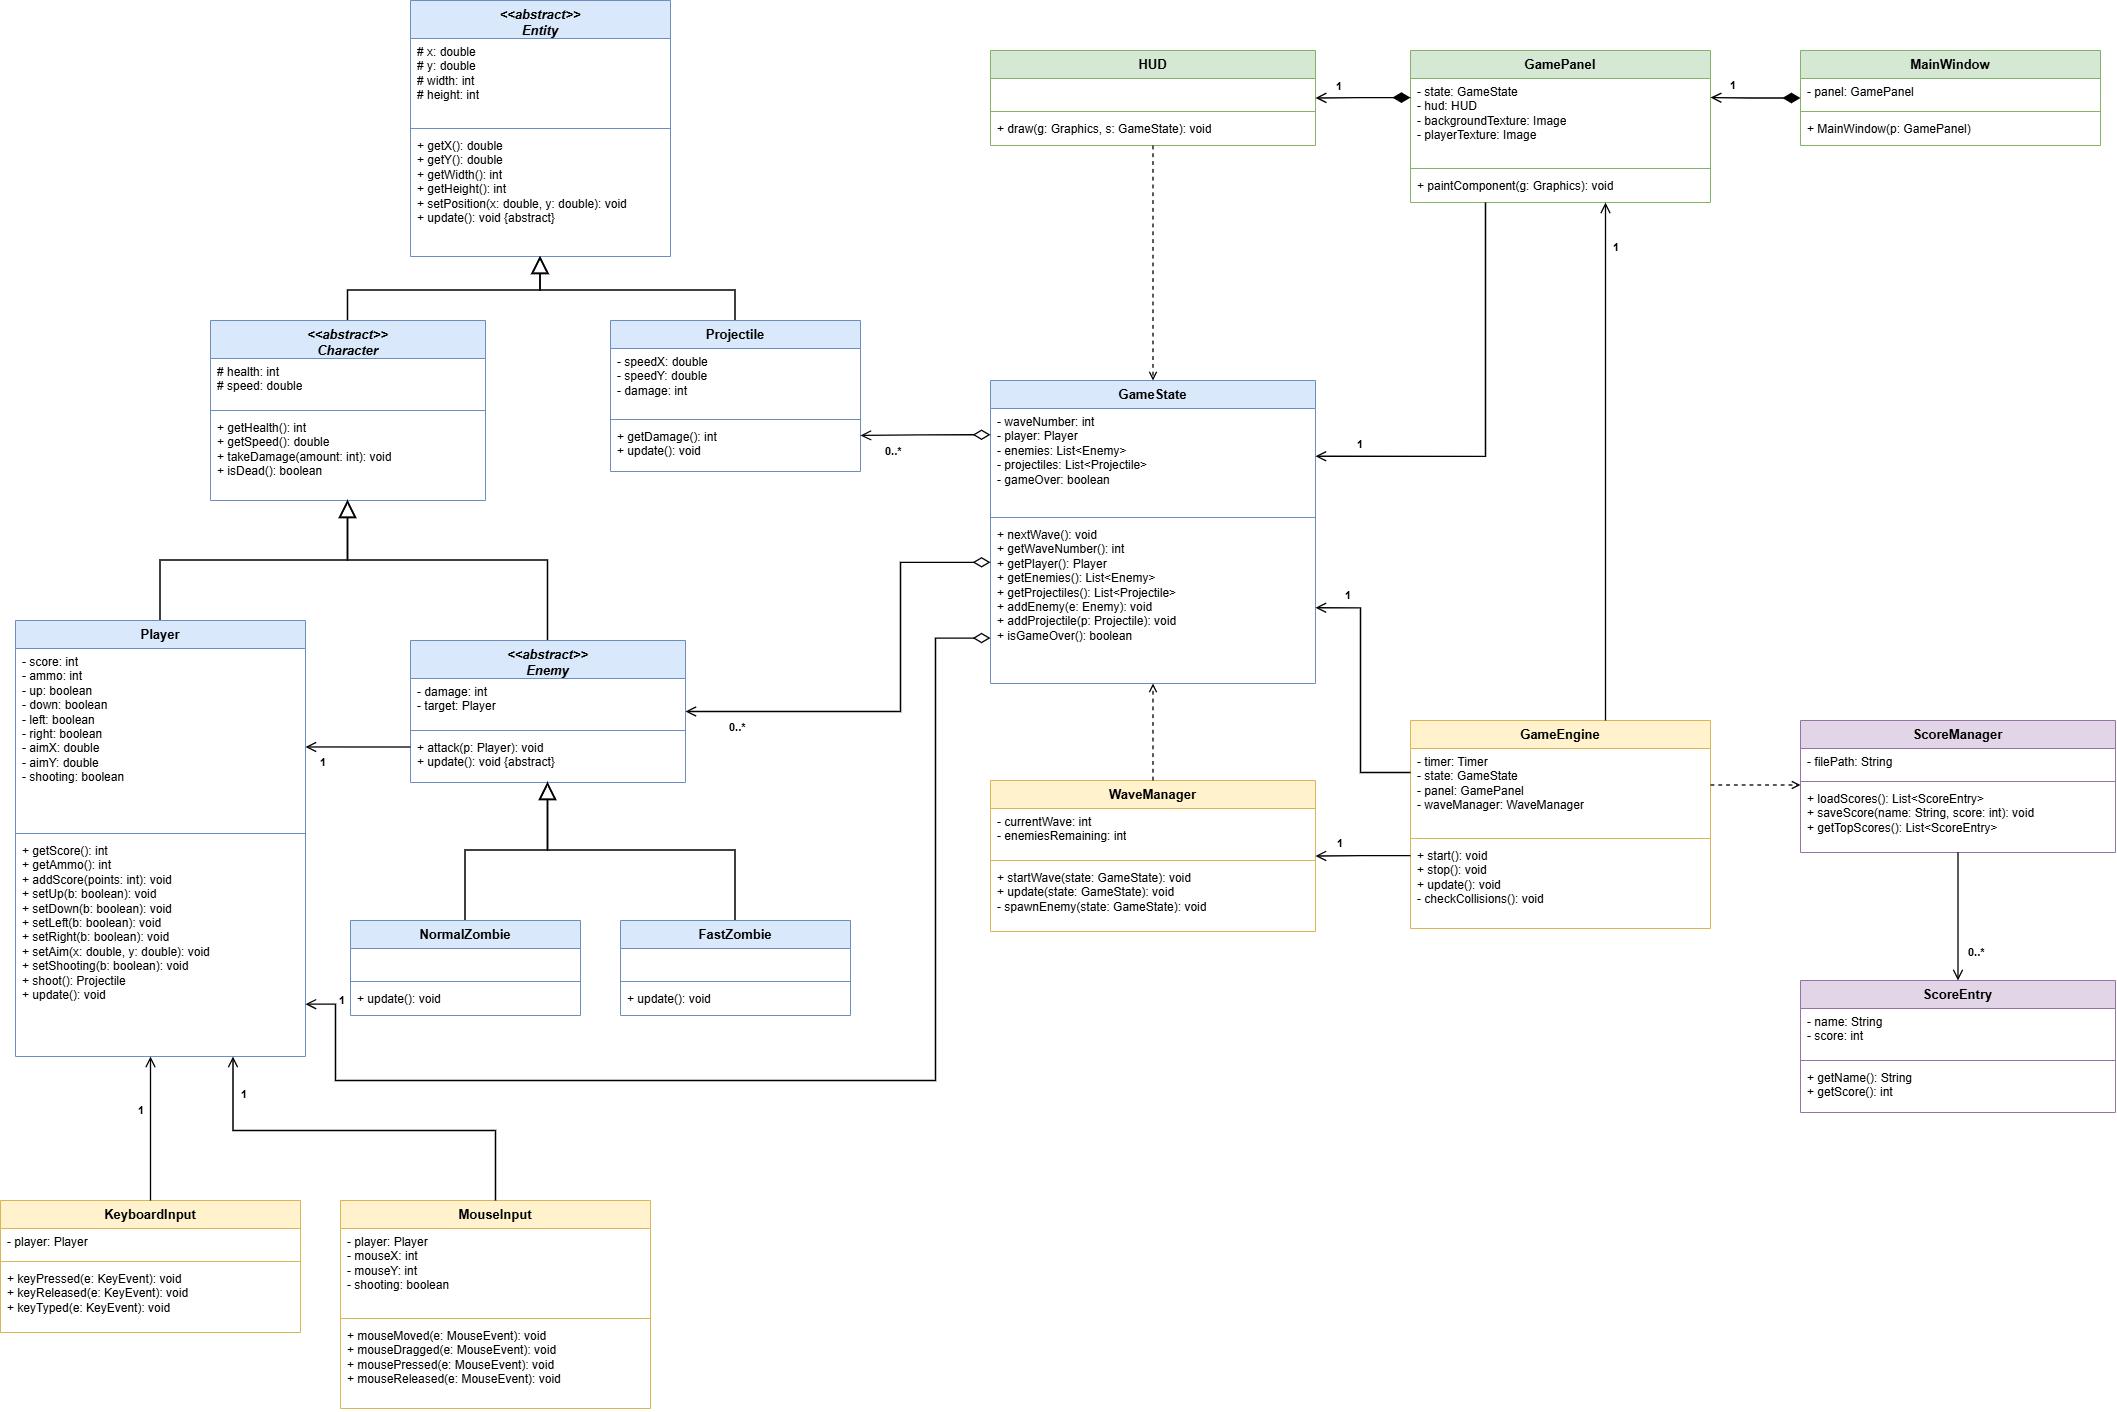 <<abstract>>
Entity
# x: double
# y: double
# width: int
# height: int
+ getX(): double
+ getY(): double
+ getWidth(): int
+ getHeight(): int
+ setPosition(x: double, y: double): void
+ update(): void {abstract}
HUD
+ draw(g: Graphics, s: GameState): void
1
GamePanel
- state: GameState
- hud: HUD
- backgroundTexture: Image
- playerTexture: Image
+ paintComponent(g: Graphics): void
1
MainWindow
- panel: GamePanel
+ MainWindow(p: GamePanel)
1
<<abstract>>
Character
# health: int
# speed: double
+ getHealth(): int
+ getSpeed(): double
+ takeDamage(amount: int): void
+ isDead(): boolean
Projectile
- speedX: double
- speedY: double
- damage: int
+ getDamage(): int
+ update(): void
0..*
GameState
- waveNumber: int
- player: Player
- enemies: List<Enemy>
- projectiles: List<Projectile>
- gameOver: boolean
+ nextWave(): void
+ getWaveNumber(): int
+ getPlayer(): Player
+ getEnemies(): List<Enemy>
+ getProjectiles(): List<Projectile>
+ addEnemy(e: Enemy): void
+ addProjectile(p: Projectile): void
+ isGameOver(): boolean
1
1
Player
- score: int
- ammo: int
- up: boolean
- down: boolean
- left: boolean
- right: boolean
- aimX: double
- aimY: double
- shooting: boolean
+ getScore(): int
+ getAmmo(): int
+ addScore(points: int): void
+ setUp(b: boolean): void
+ setDown(b: boolean): void
+ setLeft(b: boolean): void
+ setRight(b: boolean): void
+ setAim(x: double, y: double): void
+ setShooting(b: boolean): void
+ shoot(): Projectile
+ update(): void
1
<<abstract>>
Enemy
- damage: int
- target: Player
+ attack(p: Player): void
+ update(): void {abstract}
0..*
WaveManager
- currentWave: int
- enemiesRemaining: int
+ startWave(state: GameState): void
+ update(state: GameState): void
- spawnEnemy(state: GameState): void
1
GameEngine
- timer: Timer
- state: GameState
- panel: GamePanel
- waveManager: WaveManager
+ start(): void
+ stop(): void
+ update(): void
- checkCollisions(): void
ScoreManager
- filePath: String
+ loadScores(): List<ScoreEntry>
+ saveScore(name: String, score: int): void
+ getTopScores(): List<ScoreEntry>
0..*
1
NormalZombie
+ update(): void
FastZombie
+ update(): void
ScoreEntry
- name: String
- score: int
+ getName(): String
+ getScore(): int
1
1
KeyboardInput
- player: Player
+ keyPressed(e: KeyEvent): void
+ keyReleased(e: KeyEvent): void
+ keyTyped(e: KeyEvent): void
MouseInput
- player: Player
- mouseX: int
- mouseY: int
- shooting: boolean
+ mouseMoved(e: MouseEvent): void
+ mouseDragged(e: MouseEvent): void
+ mousePressed(e: MouseEvent): void
+ mouseReleased(e: MouseEvent): void